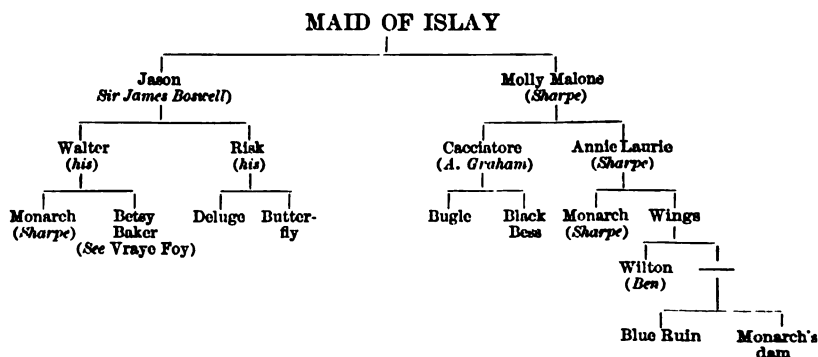 MAID OF ISLAY
Jason Molly Malone
Sir James Boswell) (Sharpe)
Walter Risk Cacciatore Annie Laurie
(his) (his) (A. Graham) (Sharpe)
Monarch Betsy Deluge Butter- Bugle Black Monarch Wings
(Sharpe) Baker fly Bess (Sharpe)
(See Vraye Foy)
Wilton
(Ben)
Blue Ruin Monarch's
dam